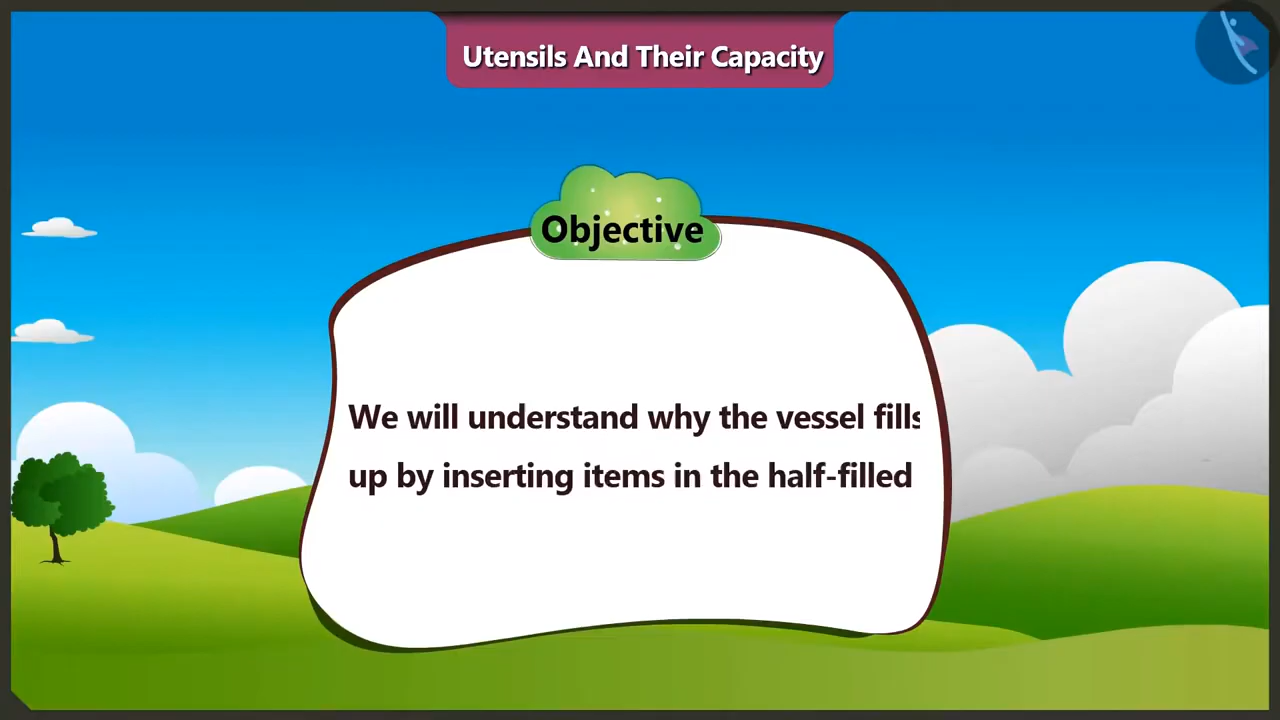 Utensils And Their Capacity
Objective
We will understand why the vessel fills
up by inserting items in the half-filled